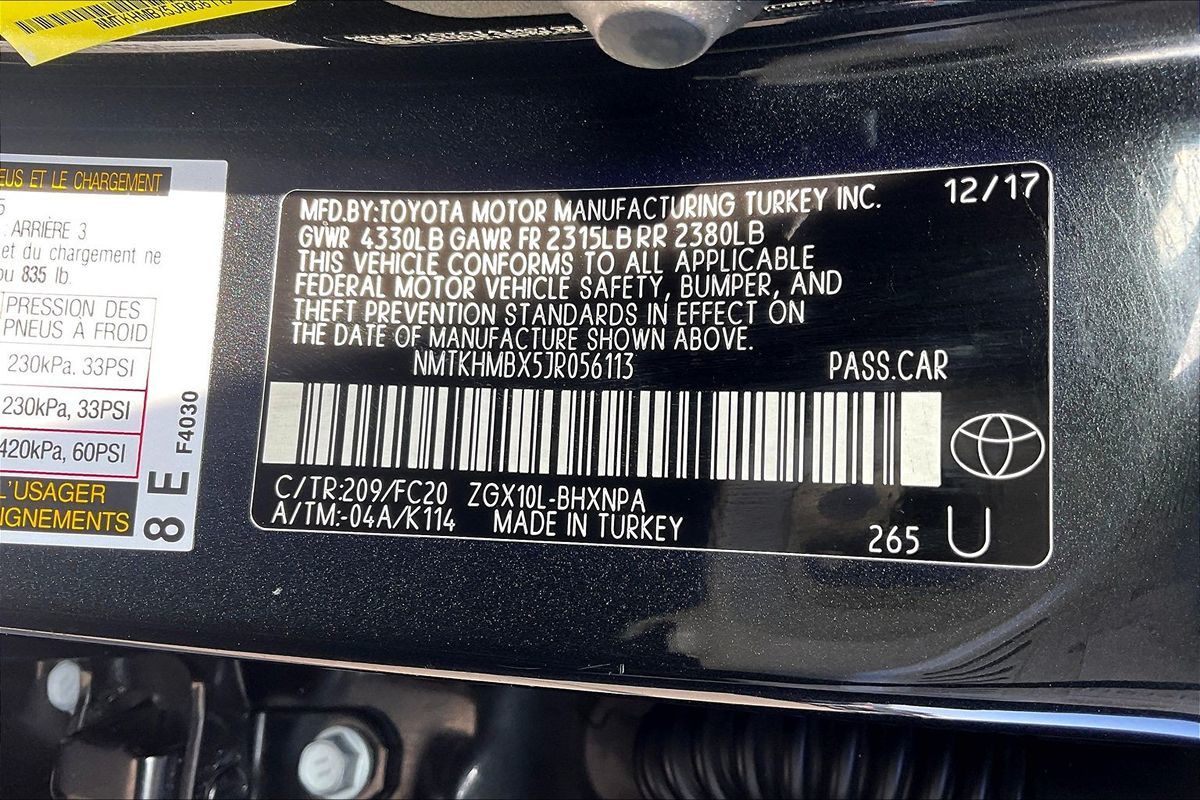 NMTKHMBX5JR056113
EUS ET LE CHARGEMENT
5
ARRIÈRE 3
et du chargement ne
ou 835 lb.
PRESSION DES
PNEUS À FROID
230kPa, 33PSI
230kPa, 33PSI
420kPa, 60PSI
L'USAGER
IGNEMENTS
8 E F4030
MFD.BY:TOYOTA MOTOR MANUFACTURING TURKEY INC. 12/17
GVWR 4330LB GAWR FR 2315LB RR 2380LB
THIS VEHICLE CONFORMS TO ALL APPLICABLE
FEDERAL MOTOR VEHICLE SAFETY, BUMPER, AND
THEFT PREVENTION STANDARDS IN EFFECT ON
THE DATE OF MANUFACTURE SHOWN ABOVE.
NMTKHMBX5JR056113 PASS.CAR
C/TR:209/FC20 ZGX10L-BHXNPA
A/TM:-04A/K114 MADE IN TURKEY
265 U